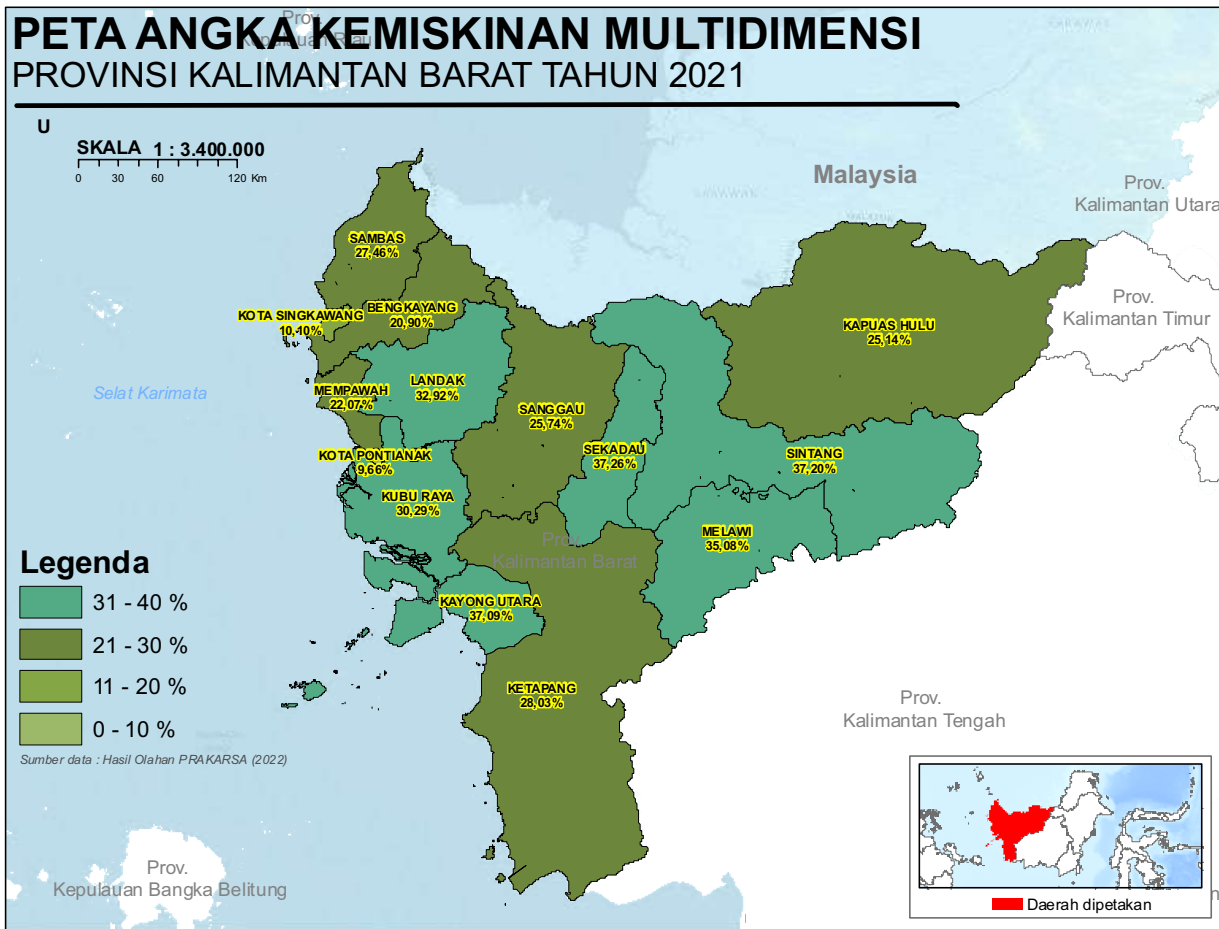 Prov.
Kepulauan Riau
PETA ANGKA KEMISKINAN MULTIDIMENSI
PROVINSI KALIMANTAN BARAT TAHUN 2021
U
SKALA 1 : 3.400.000
0 30 60 120 Km
Malaysia
Prov.
Kalimantan Utara
SAMBAS
27,46%
BENGKAYANG
20,90%
KOTA SINGKAWANG
10,10%
Prov.
Kalimantan Timur
KAPUAS HULU
25,14%
Selat Karimata
MEMPAWAH
22,07%
LANDAK
32,92%
SANGGAU
25,74%
KOTA PONTIANAK
9,66%
SEKADAU
37,26%
SINTANG
37,20%
KUBU RAYA
30,29%
MELAWI
35,08%
Prov.
Kalimantan Barat
KAYONG UTARA
37,09%
KETAPANG
28,03%
Prov.
Kalimantan Tengah
Legenda
31 - 40 %
21 - 30 %
11 - 20 %
0 - 10 %
Sumber data : Hasil Olahan PRAKARSA (2022)
Prov.
Kepulauan Bangka Belitung
Daerah dipetakan